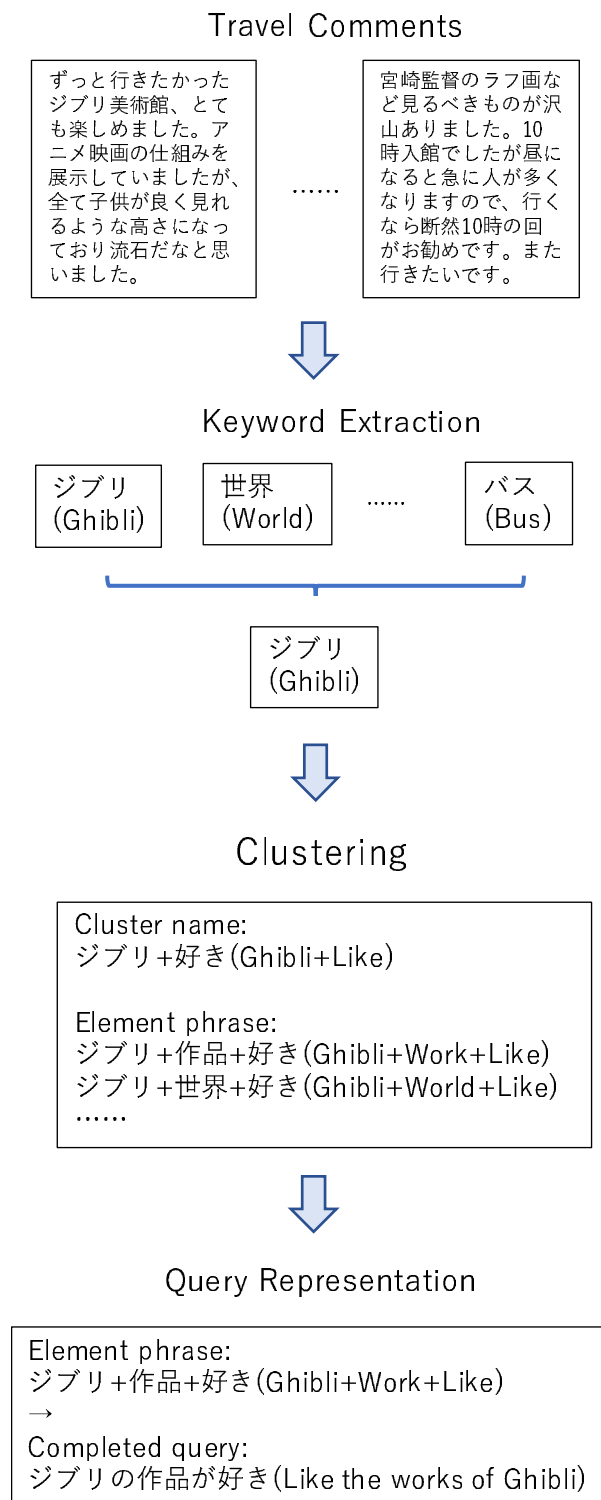 Travel Comments
ずっと行きたかった
ジブリ美術館、とて
も楽しめました。ア
ニメ映画の仕組みを
展示していましたが、
全て子供が良く見れ
るような高さになっ
ており流石だなと思
いました。
……
宮崎監督のラフ画な
ど見るべきものが沢
山ありました。10
時入館でしたが昼に
なると急に人が多く
なりますので、行く
なら断然10時の回
がお勧めです。また
行きたいです。
Keyword Extraction
ジブリ
(Ghibli)
世界
(World)
……
バス
(Bus)
ジブリ
(Ghibli)
Clustering
Cluster name:
ジブリ+好き(Ghibli+Like)
Element phrase:
ジブリ+作品+好き(Ghibli+Work+Like)
ジブリ+世界+好き(Ghibli+World+Like)
……
Query Representation
Element phrase:
ジブリ+作品+好き(Ghibli+Work+Like)
→
Completed query:
ジブリの作品が好き(Like the works of Ghibli)